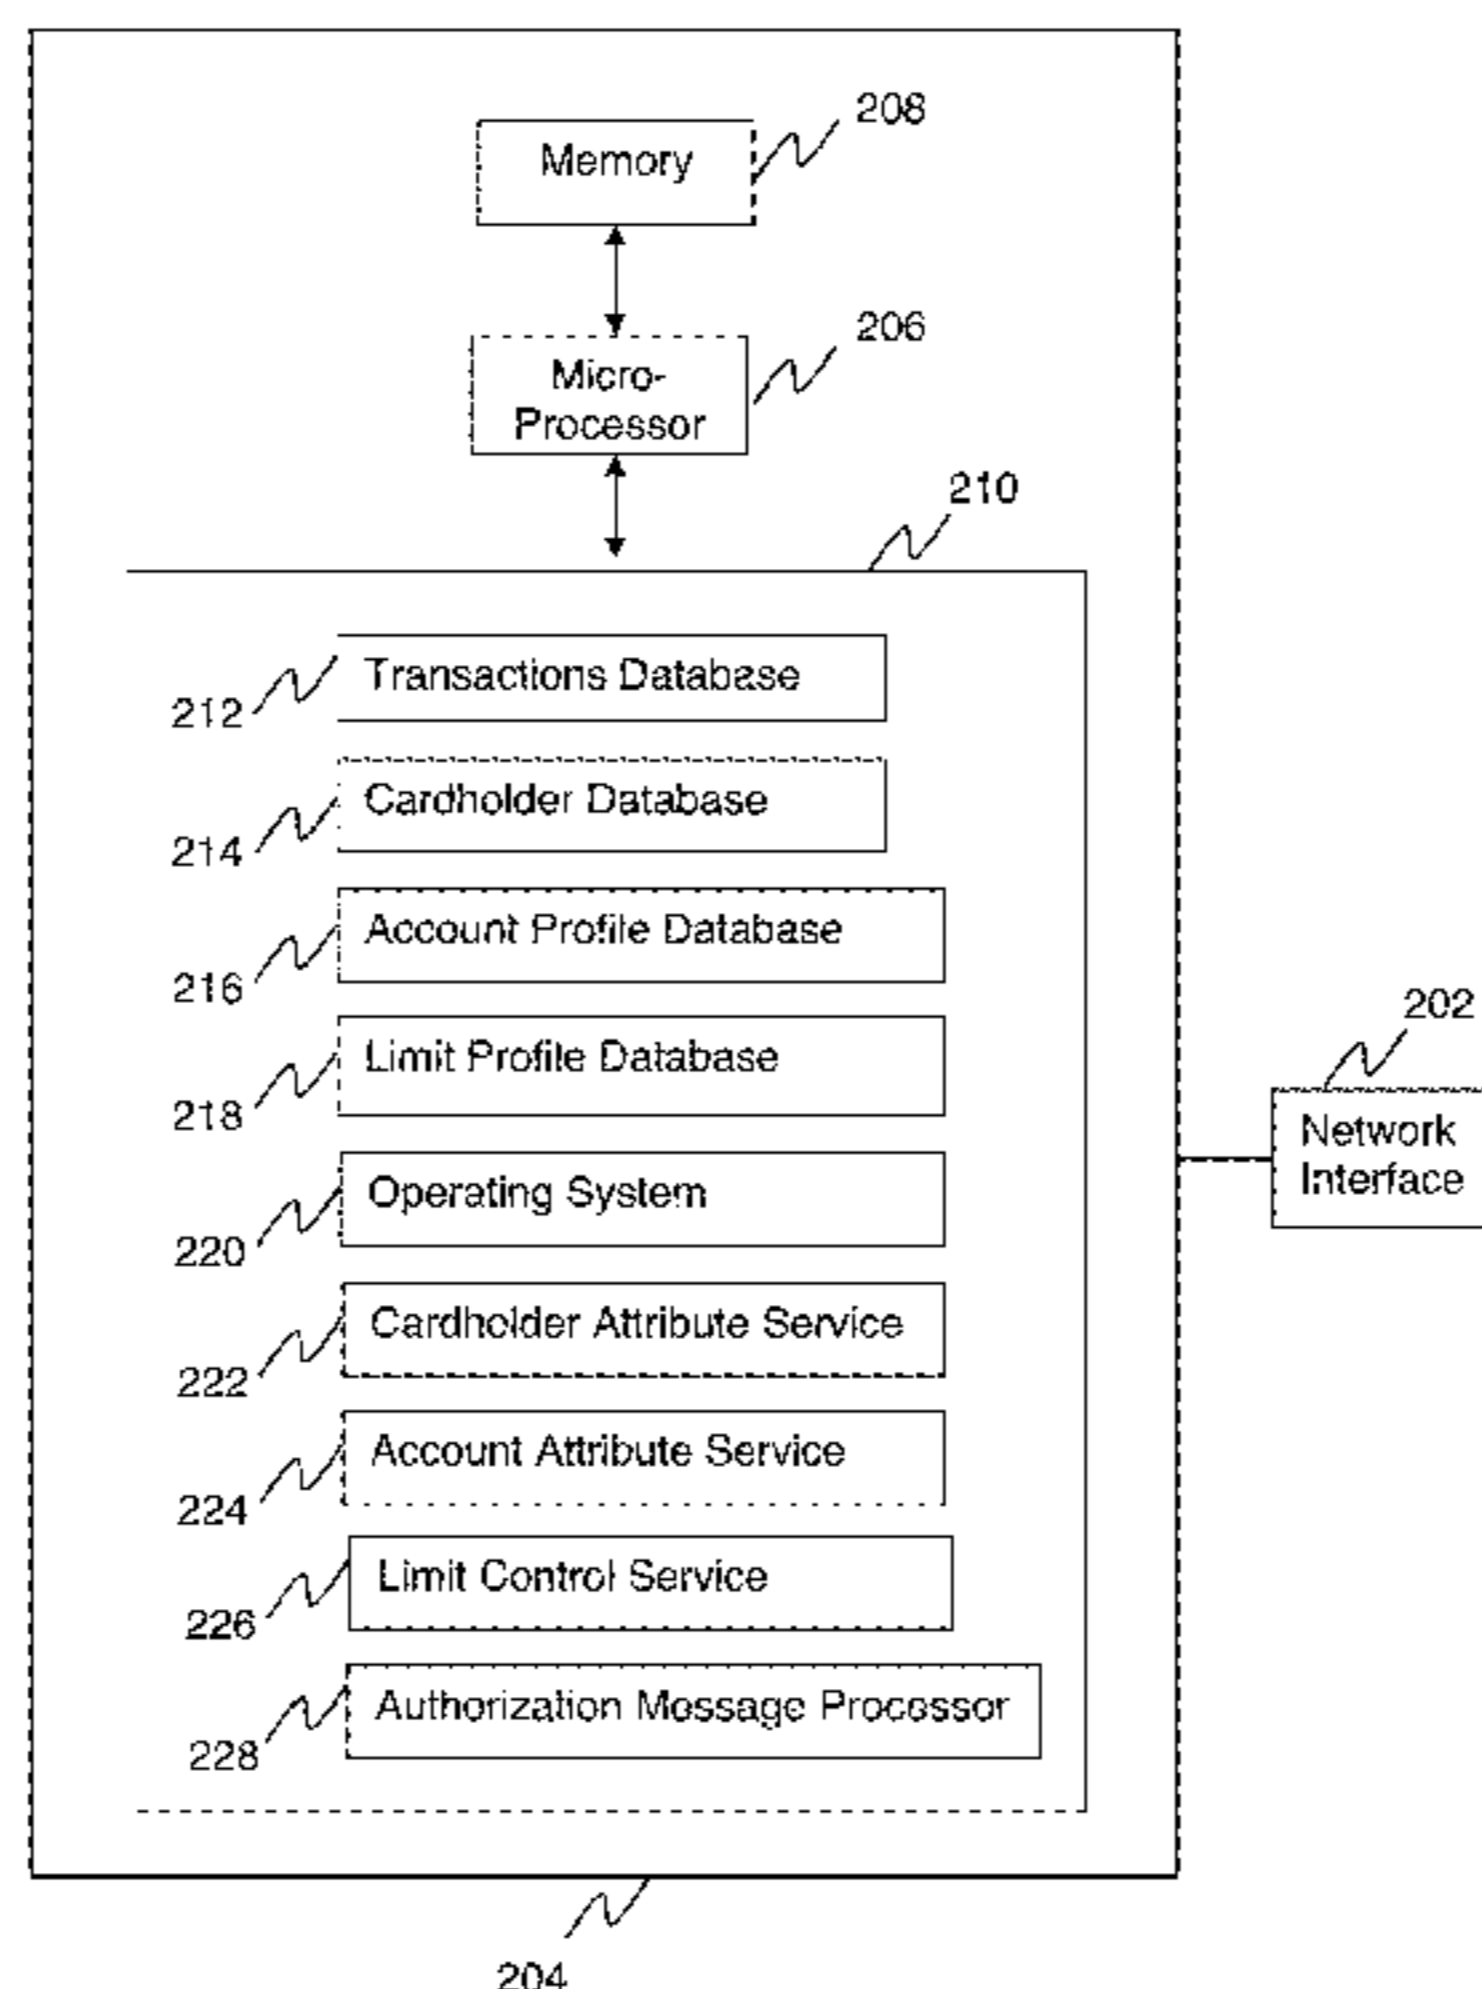 208
Memory
206
Micro-
Processor
210
Transactions Database
212
Cardholder Database
214
Account Profile Database
216
202
Limit Profile Database
218
Network
Interface
Operating System
220
Cardholder Attribute Service
222
Account Attribute Service
224
Limit Control Service
226
Authorization Message Processor
228
204